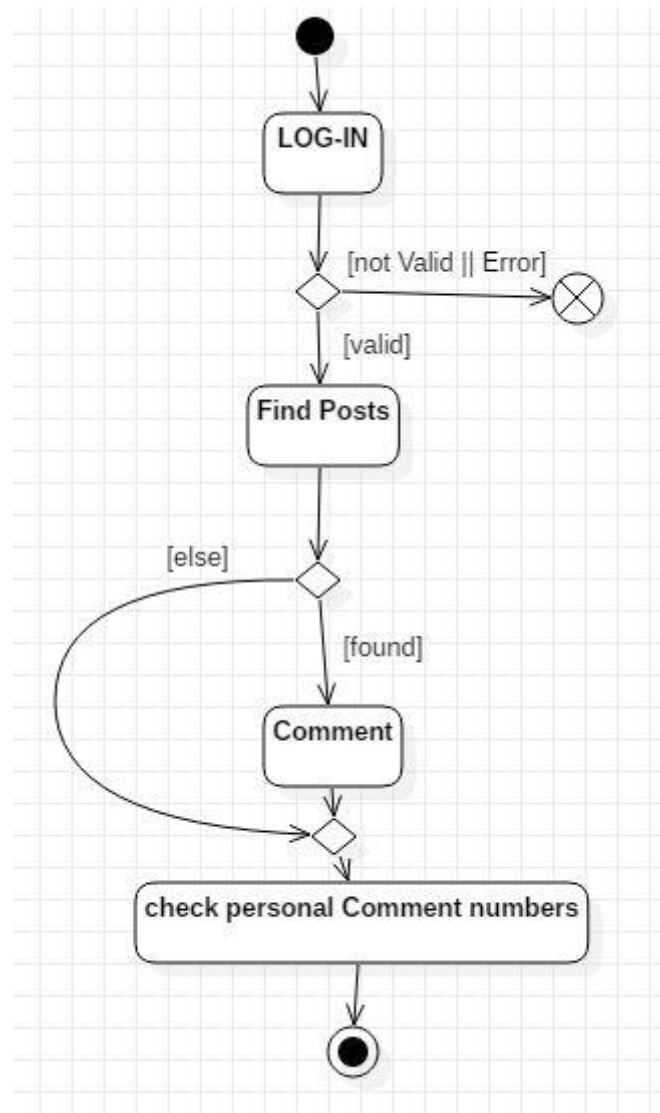 LOG-IN
[not Valid || Error]
[valid]
Find Posts
[else]
[found]
Comment
check personal Comment numbers